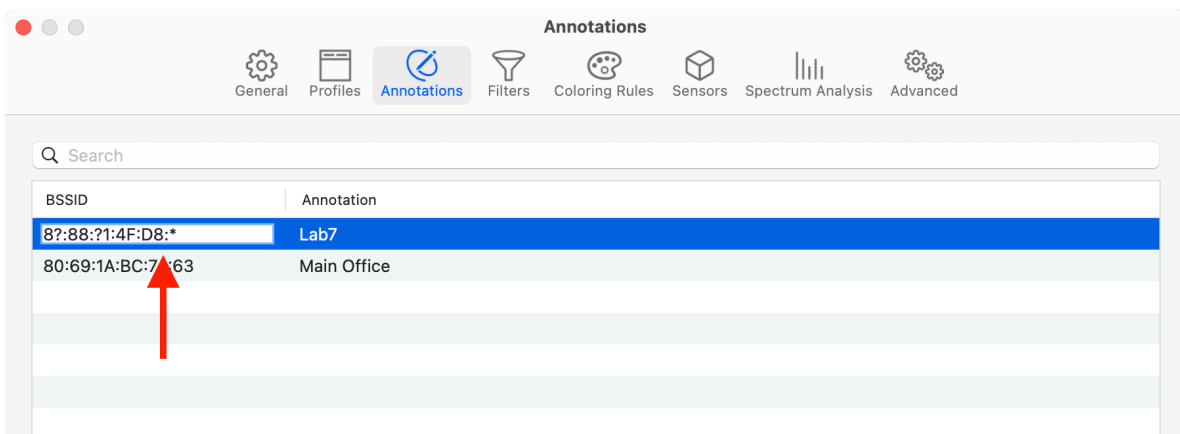 Annotations
General Profiles Annotations Filters Coloring Rules Sensors Spectrum Analysis Advanced
Search
BSSID Annotation
8?:88:?1:4F:D8:* Lab7
Main Office